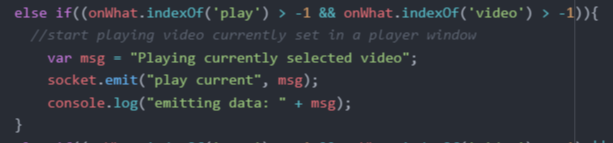 else if((onWhat.indexOf('play') > -1 && onWhat.indexOf('video') > -1)){
//start playing video currently set in a player window
var msg = "Playing currently selected video";
socket.emit("play current", msg);
console.log("emitting data: " + msg);
}